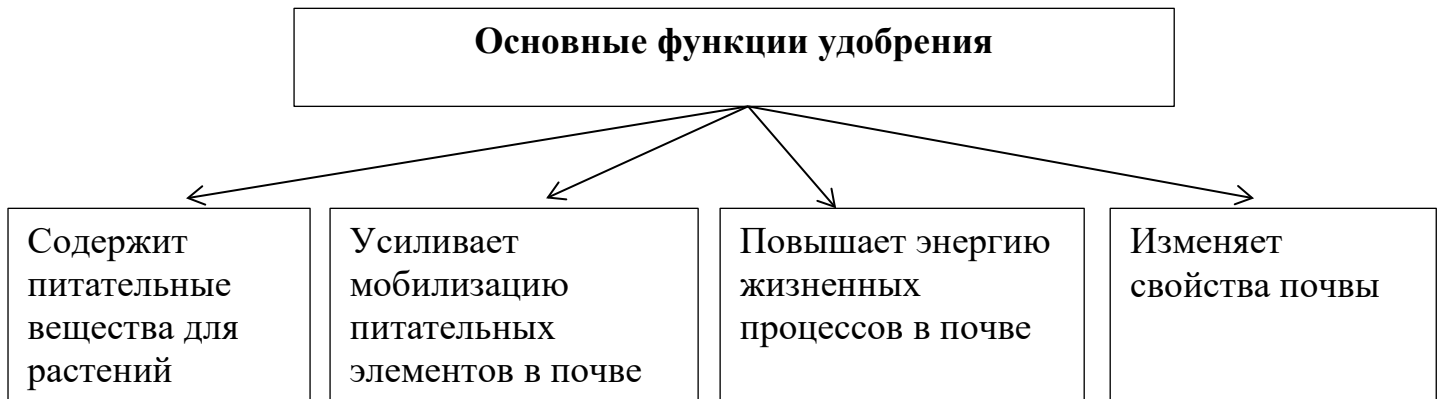 Основные функции удобрения
Содержит
питательные
вещества для
растений
Усиливает
мобилизацию
питательных
элементов в почве
Повышает энергию
жизненных
процессов в почве
Изменяет
свойства почвы